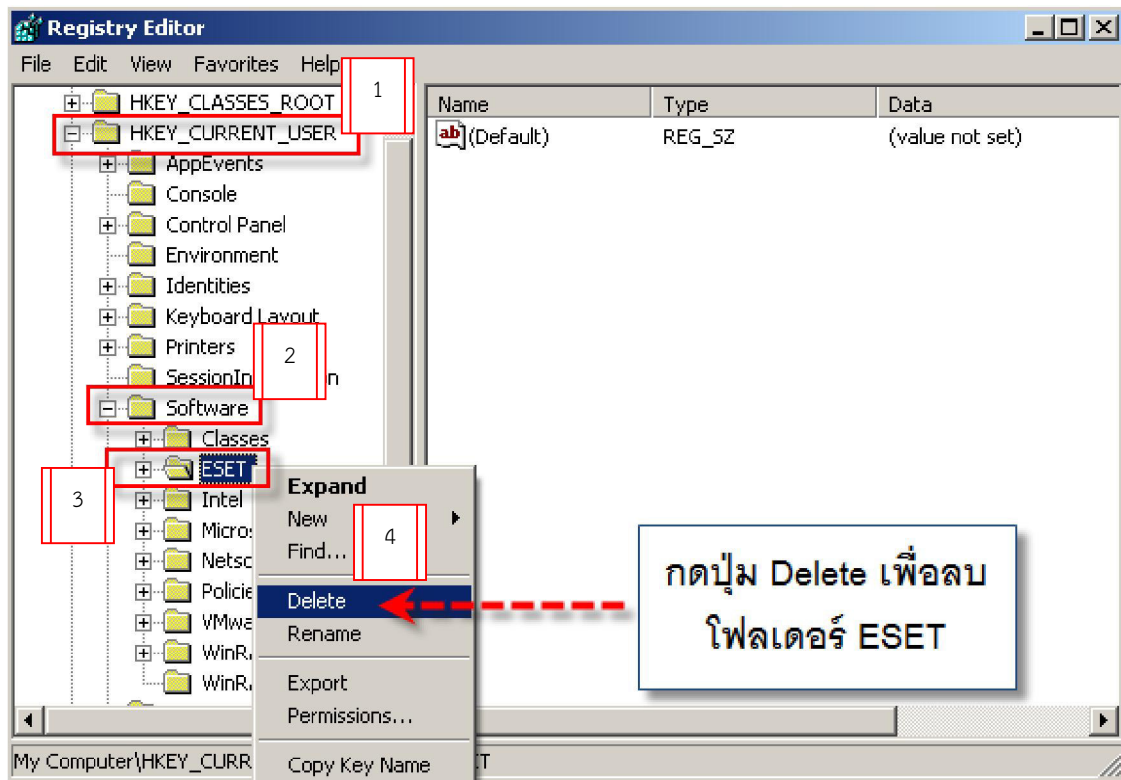 Registry Editor
File Edit View Favorites Help
1
HKEY_CLASSES_ROOT
HKEY_CURRENT_USER
AppEvents
Console
Control Panel
Environment
Identities
Keyboard Layout
Printers
2
Software
Classes
ESET
3
Intel
Name Type Data
(Default) REG_SZ (value not set)
Expand
New
Find...
4
Delete
Rename
Export
Permissions...
Copy Key Name
กดปุ่ม Delete เพื่อลบ
โฟลเดอร์ ESET
My Computer\HKEY_CURR